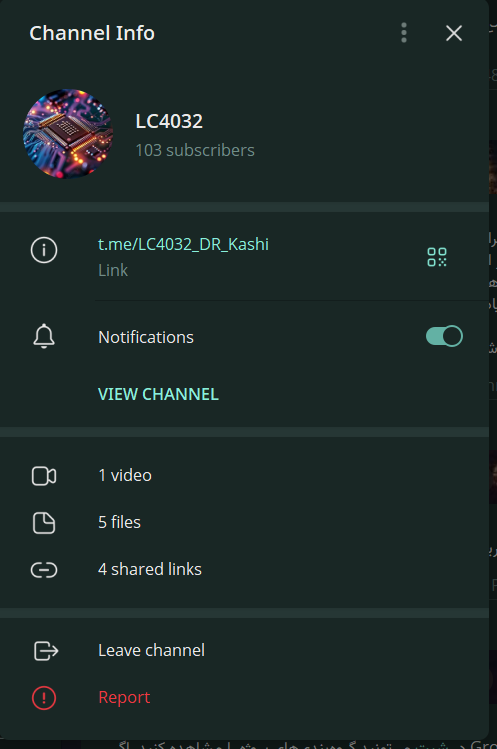 Channel Info
LC4032
103 subscribers
t.me/LC4032_DR_Kashi
Link
Notifications
VIEW CHANNEL
1 video
5 files
4 shared links
Leave channel
Report